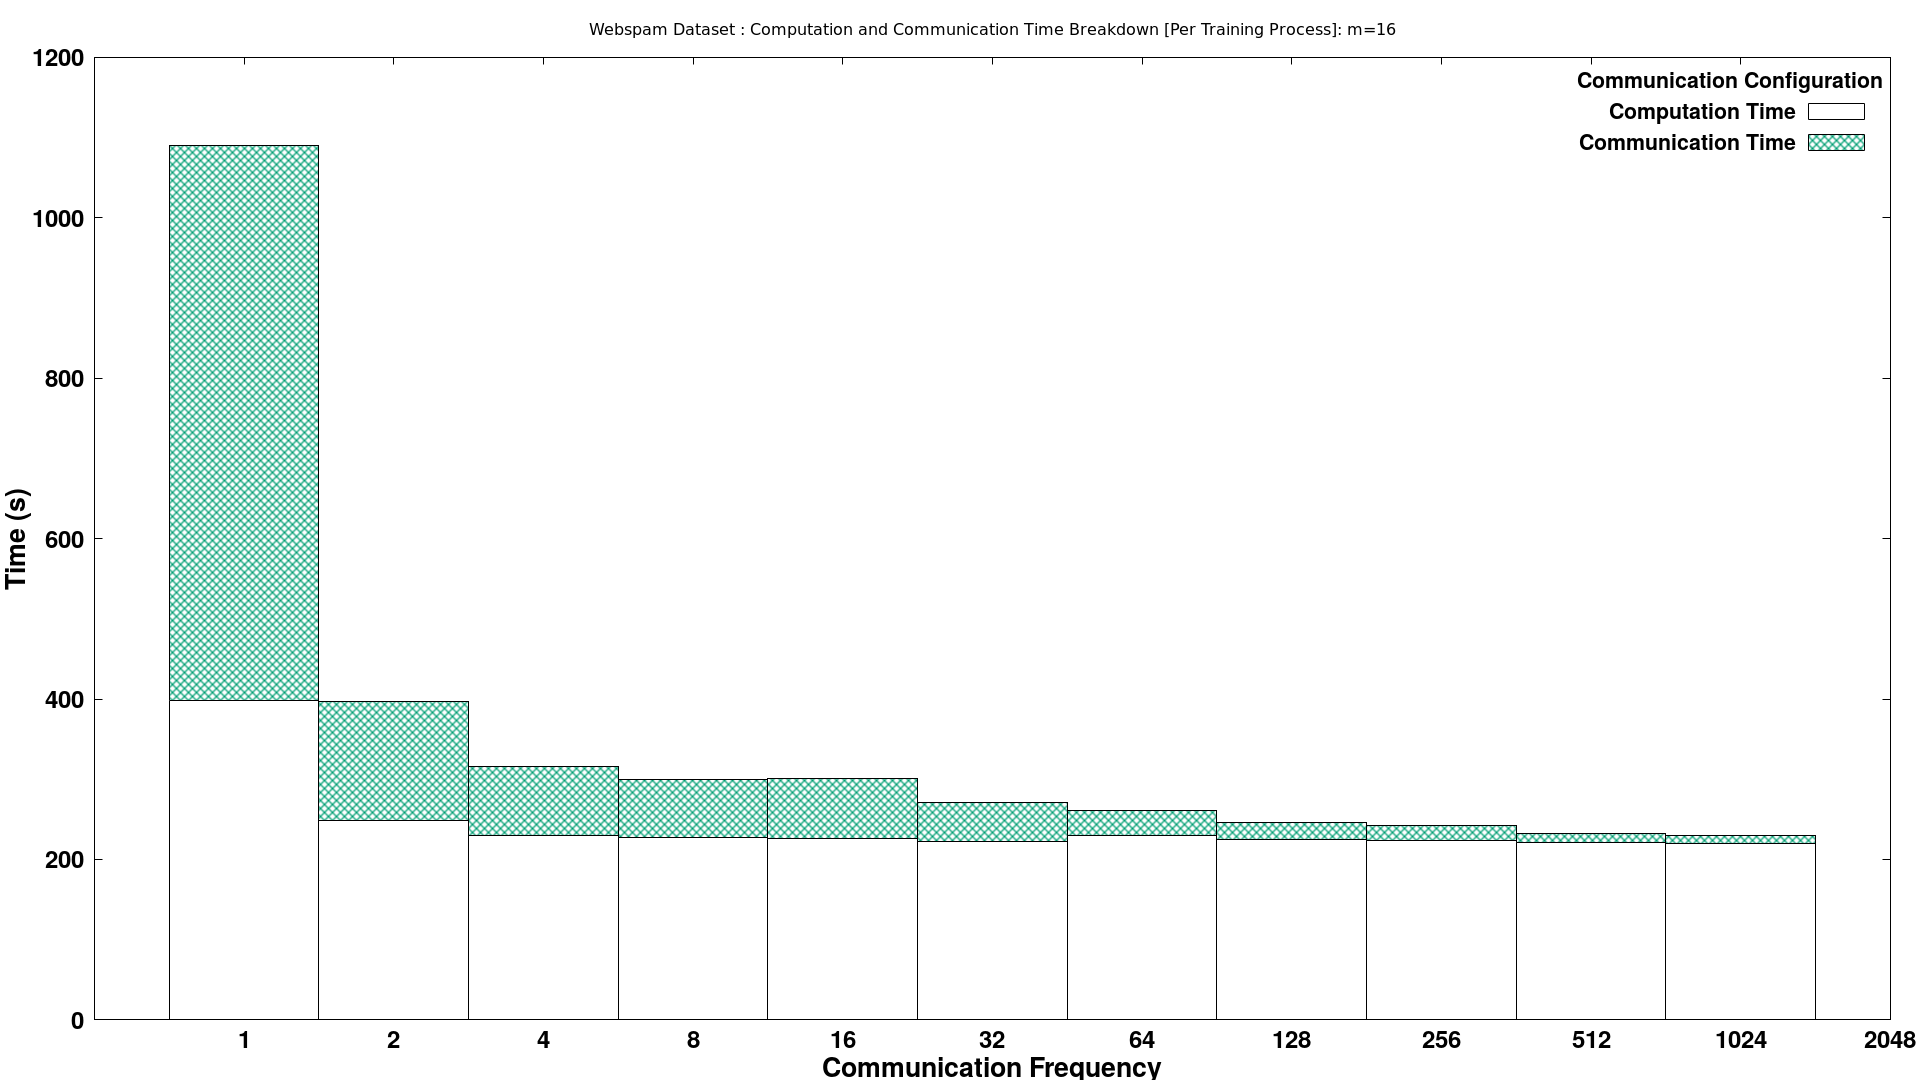 Webspam Dataset : Computation and Communication Time Breakdown [Per Training Process]: m=16
Communication Configuration
Computation Time
Communication Time
1200
1000
800
600
400
200
0
Time (s)
1 2 4 8 16 32 64 128 256 512 1024 2048
Communication Frequency